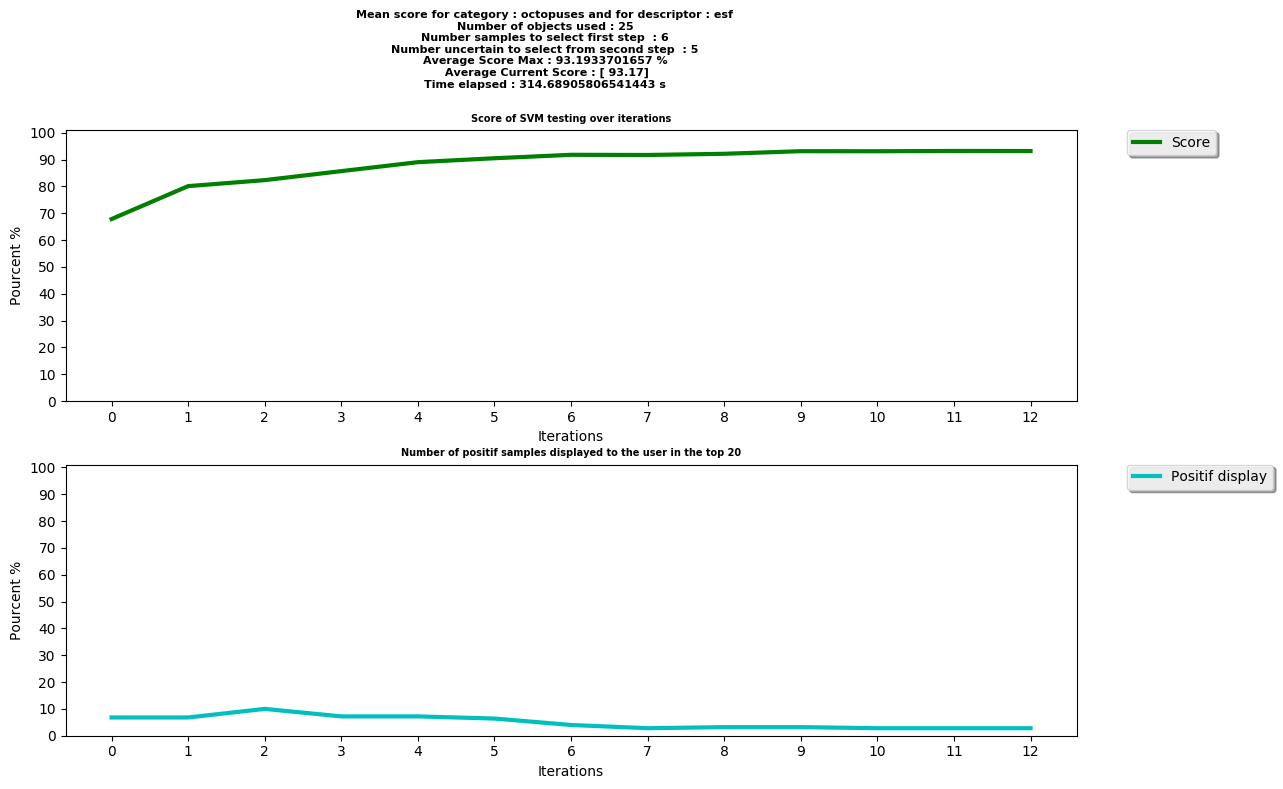 Mean score for category : octopuses and for descriptor : esf
Number of objects used : 25
Number samples to select first step  : 6
Number uncertain to select from second step  : 5
Average Score Max : 93.1933701657 %
Average Current Score : [ 93.17]
Time elapsed : 314.68905806541443 s
Score of SVM testing over iterations
Score
100
90
80
70
60
50
40
30
20
10
0
Pourcent %
0 1 2 3 4 5 6 7 8 9 10 11 12
Iterations
Number of positif samples displayed to the user in the top 20
Positif display
100
90
80
70
60
50
40
30
20
10
0
Pourcent %
0 1 2 3 4 5 6 7 8 9 10 11 12
Iterations